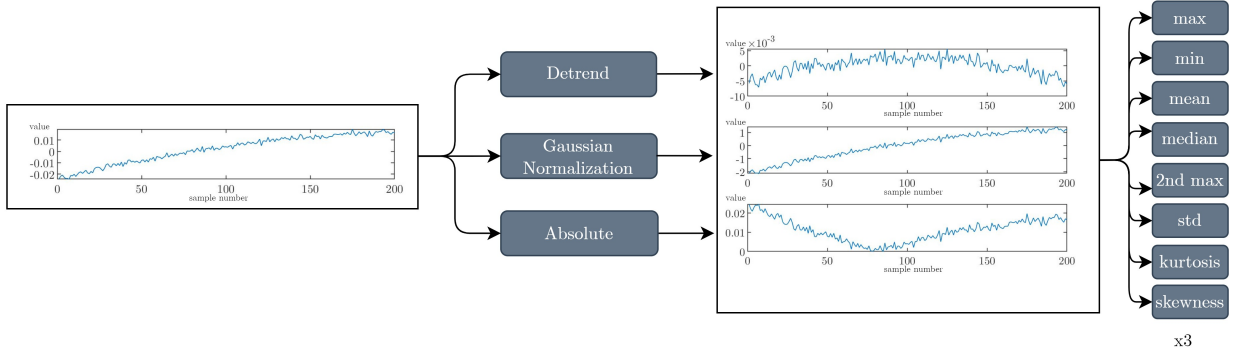 value
0.01
0
-0.01
-0.02
0
50
100
150
200
sample number
Detrend
Gaussian
Normalization
Absolute
value ×10⁻³
5
0
-5
-10
0
50
100
150
200
sample number
value
1
0
-1
-2
0
50
100
150
200
sample number
value
0.02
0.01
0
0
50
100
150
200
sample number
max
min
mean
median
2nd max
std
kurtosis
skewness
x3